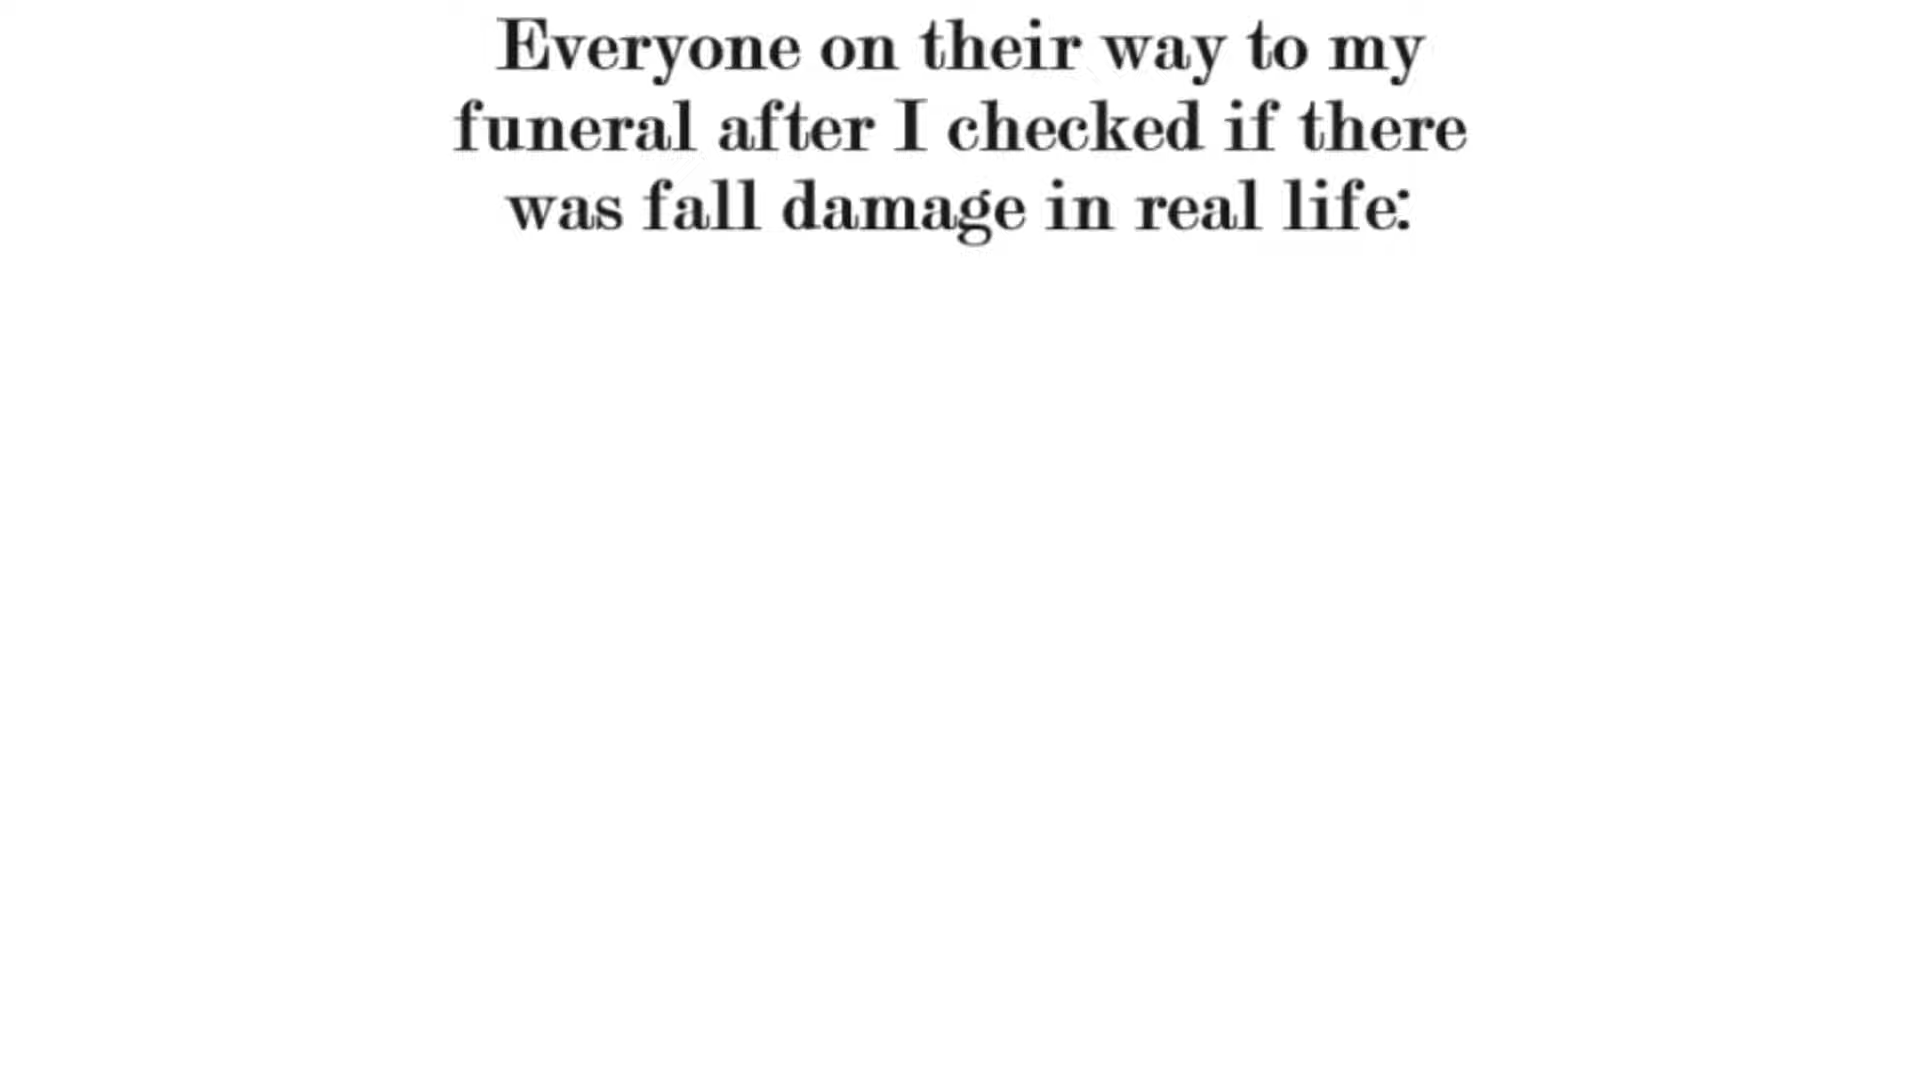 Everyone on their way to my
funeral after I checked if there
was fall damage in real life: